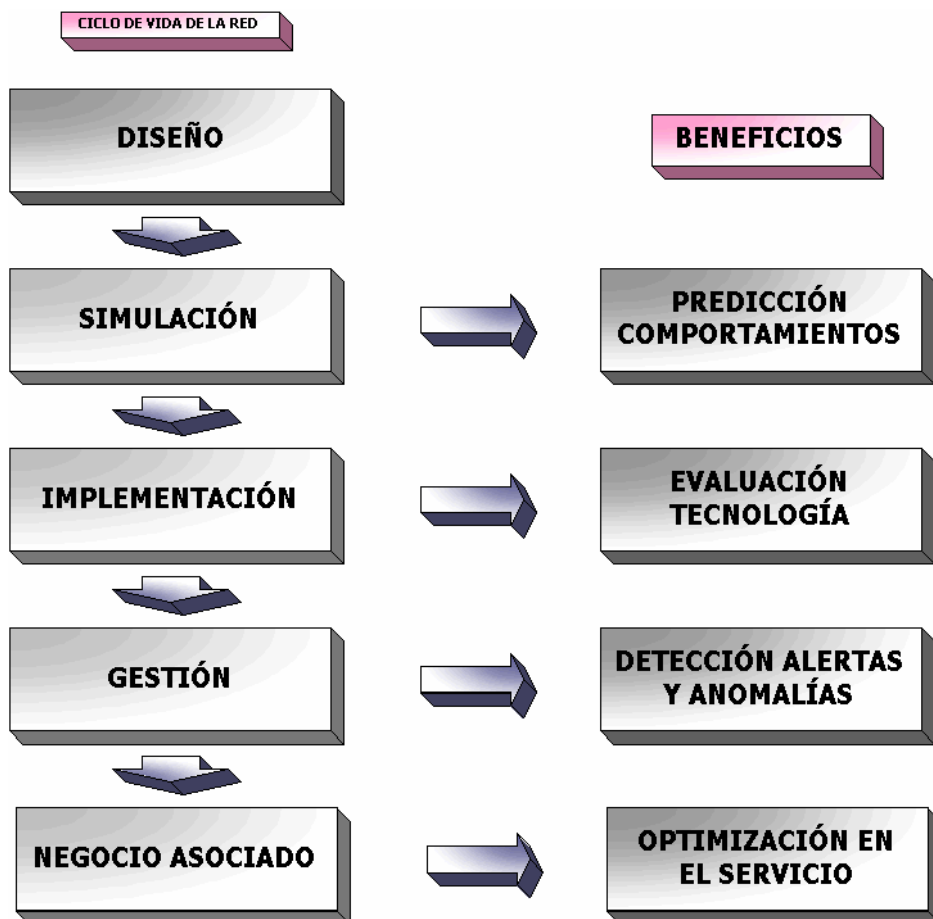 CICLO DE VIDA DE LA RED
DISEÑO
BENEFICIOS
SIMULACIÓN
PREDICCIÓN
COMPORTAMIENTOS
IMPLEMENTACIÓN
EVALUACIÓN
TECNOLOGÍA
GESTIÓN
DETECCIÓN ALERTAS
Y ANOMALÍAS
NEGOCIO ASOCIADO
OPTIMIZACIÓN EN
EL SERVICIO